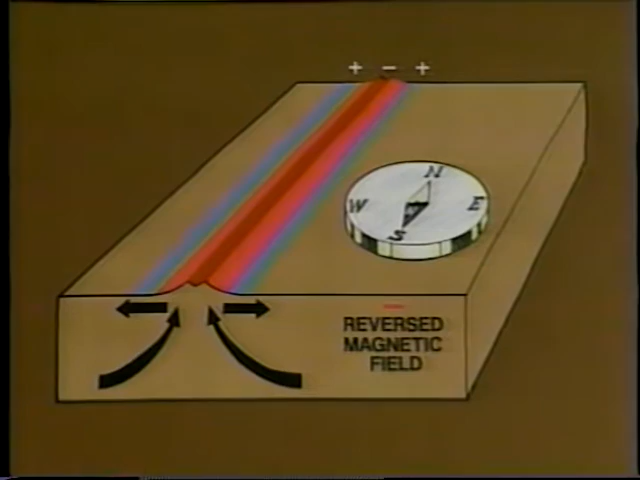 + − +
N
W E
S
−
REVERSED
MAGNETIC
FIELD